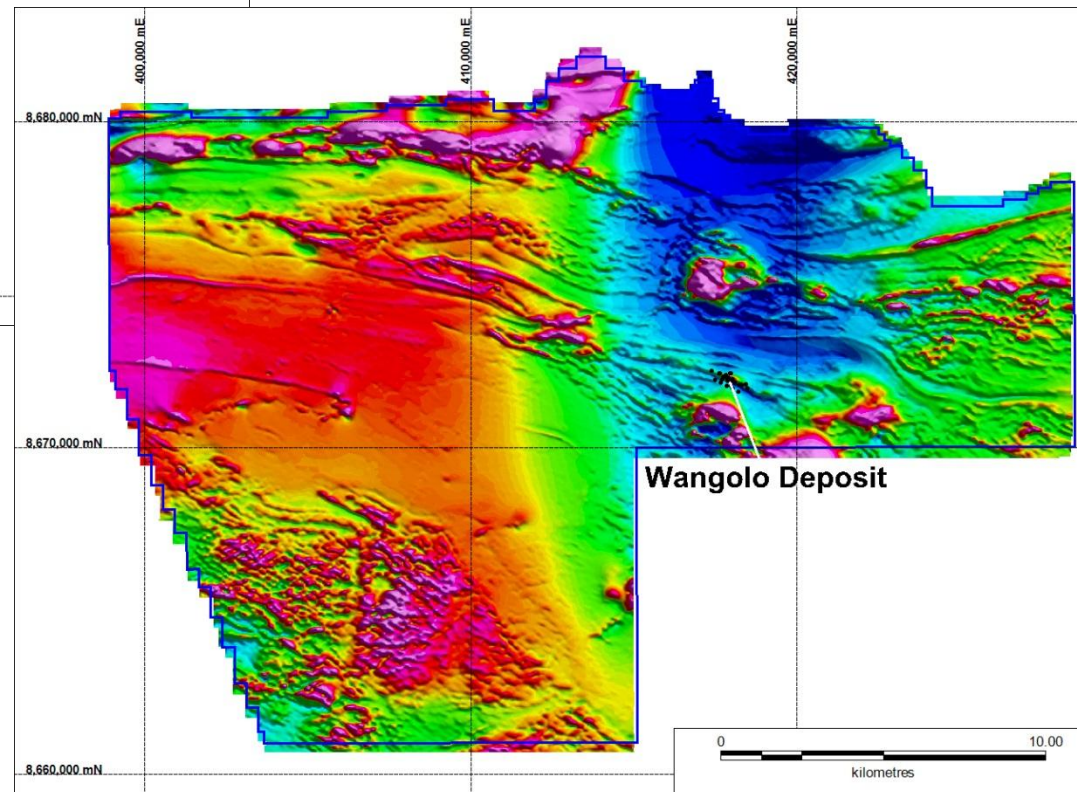 400,000 mE
410,000 mE
420,000 mE
8,680,000 mN
8,670,000 mN
Wangolo Deposit
8,660,000 mN
0 10.00
kilometres